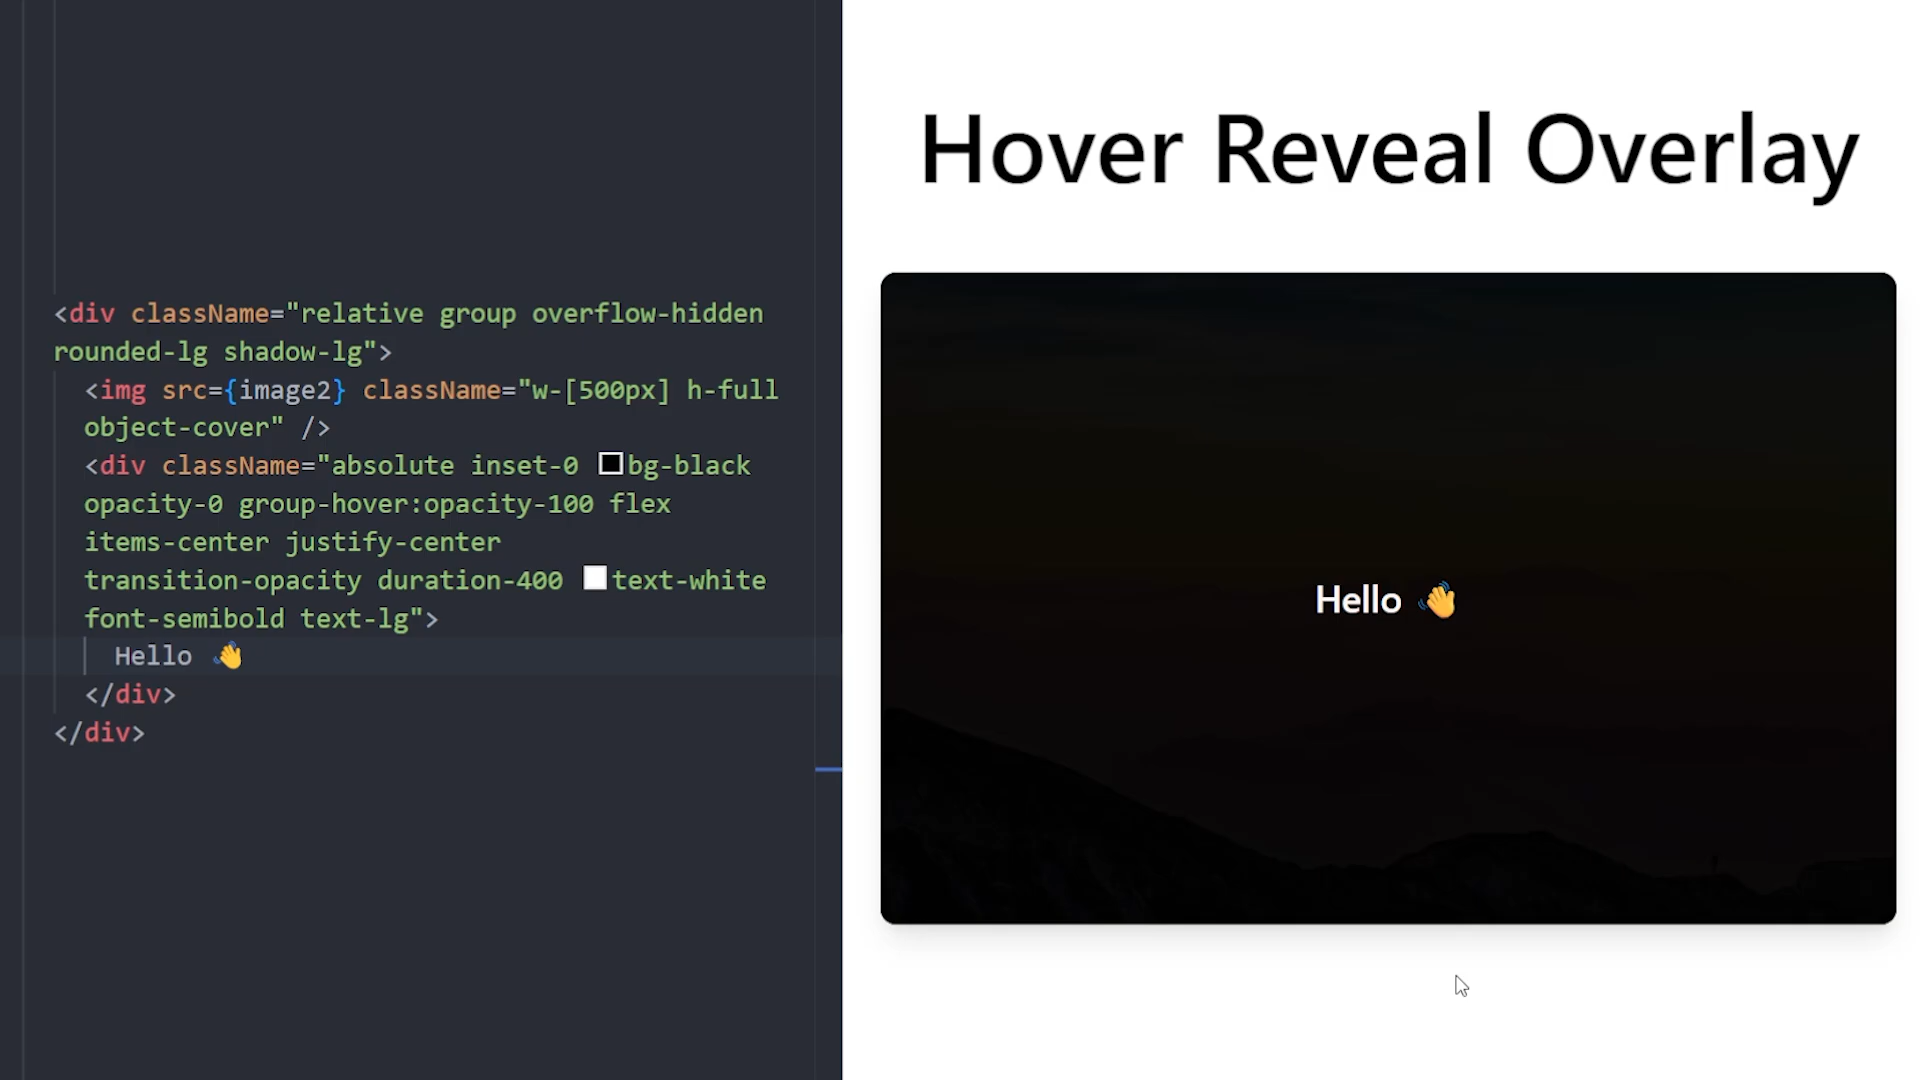 <div className="relative group overflow-hidden
rounded-lg shadow-lg">
<img src={image2} className="w-[500px] h-full
object-cover" />
<div className="absolute inset-0 bg-black
opacity-0 group-hover:opacity-100 flex
items-center justify-center
transition-opacity duration-400 text-white
font-semibold text-lg">
Hello 👋
</div>
</div>
Hover Reveal Overlay
Hello 👋